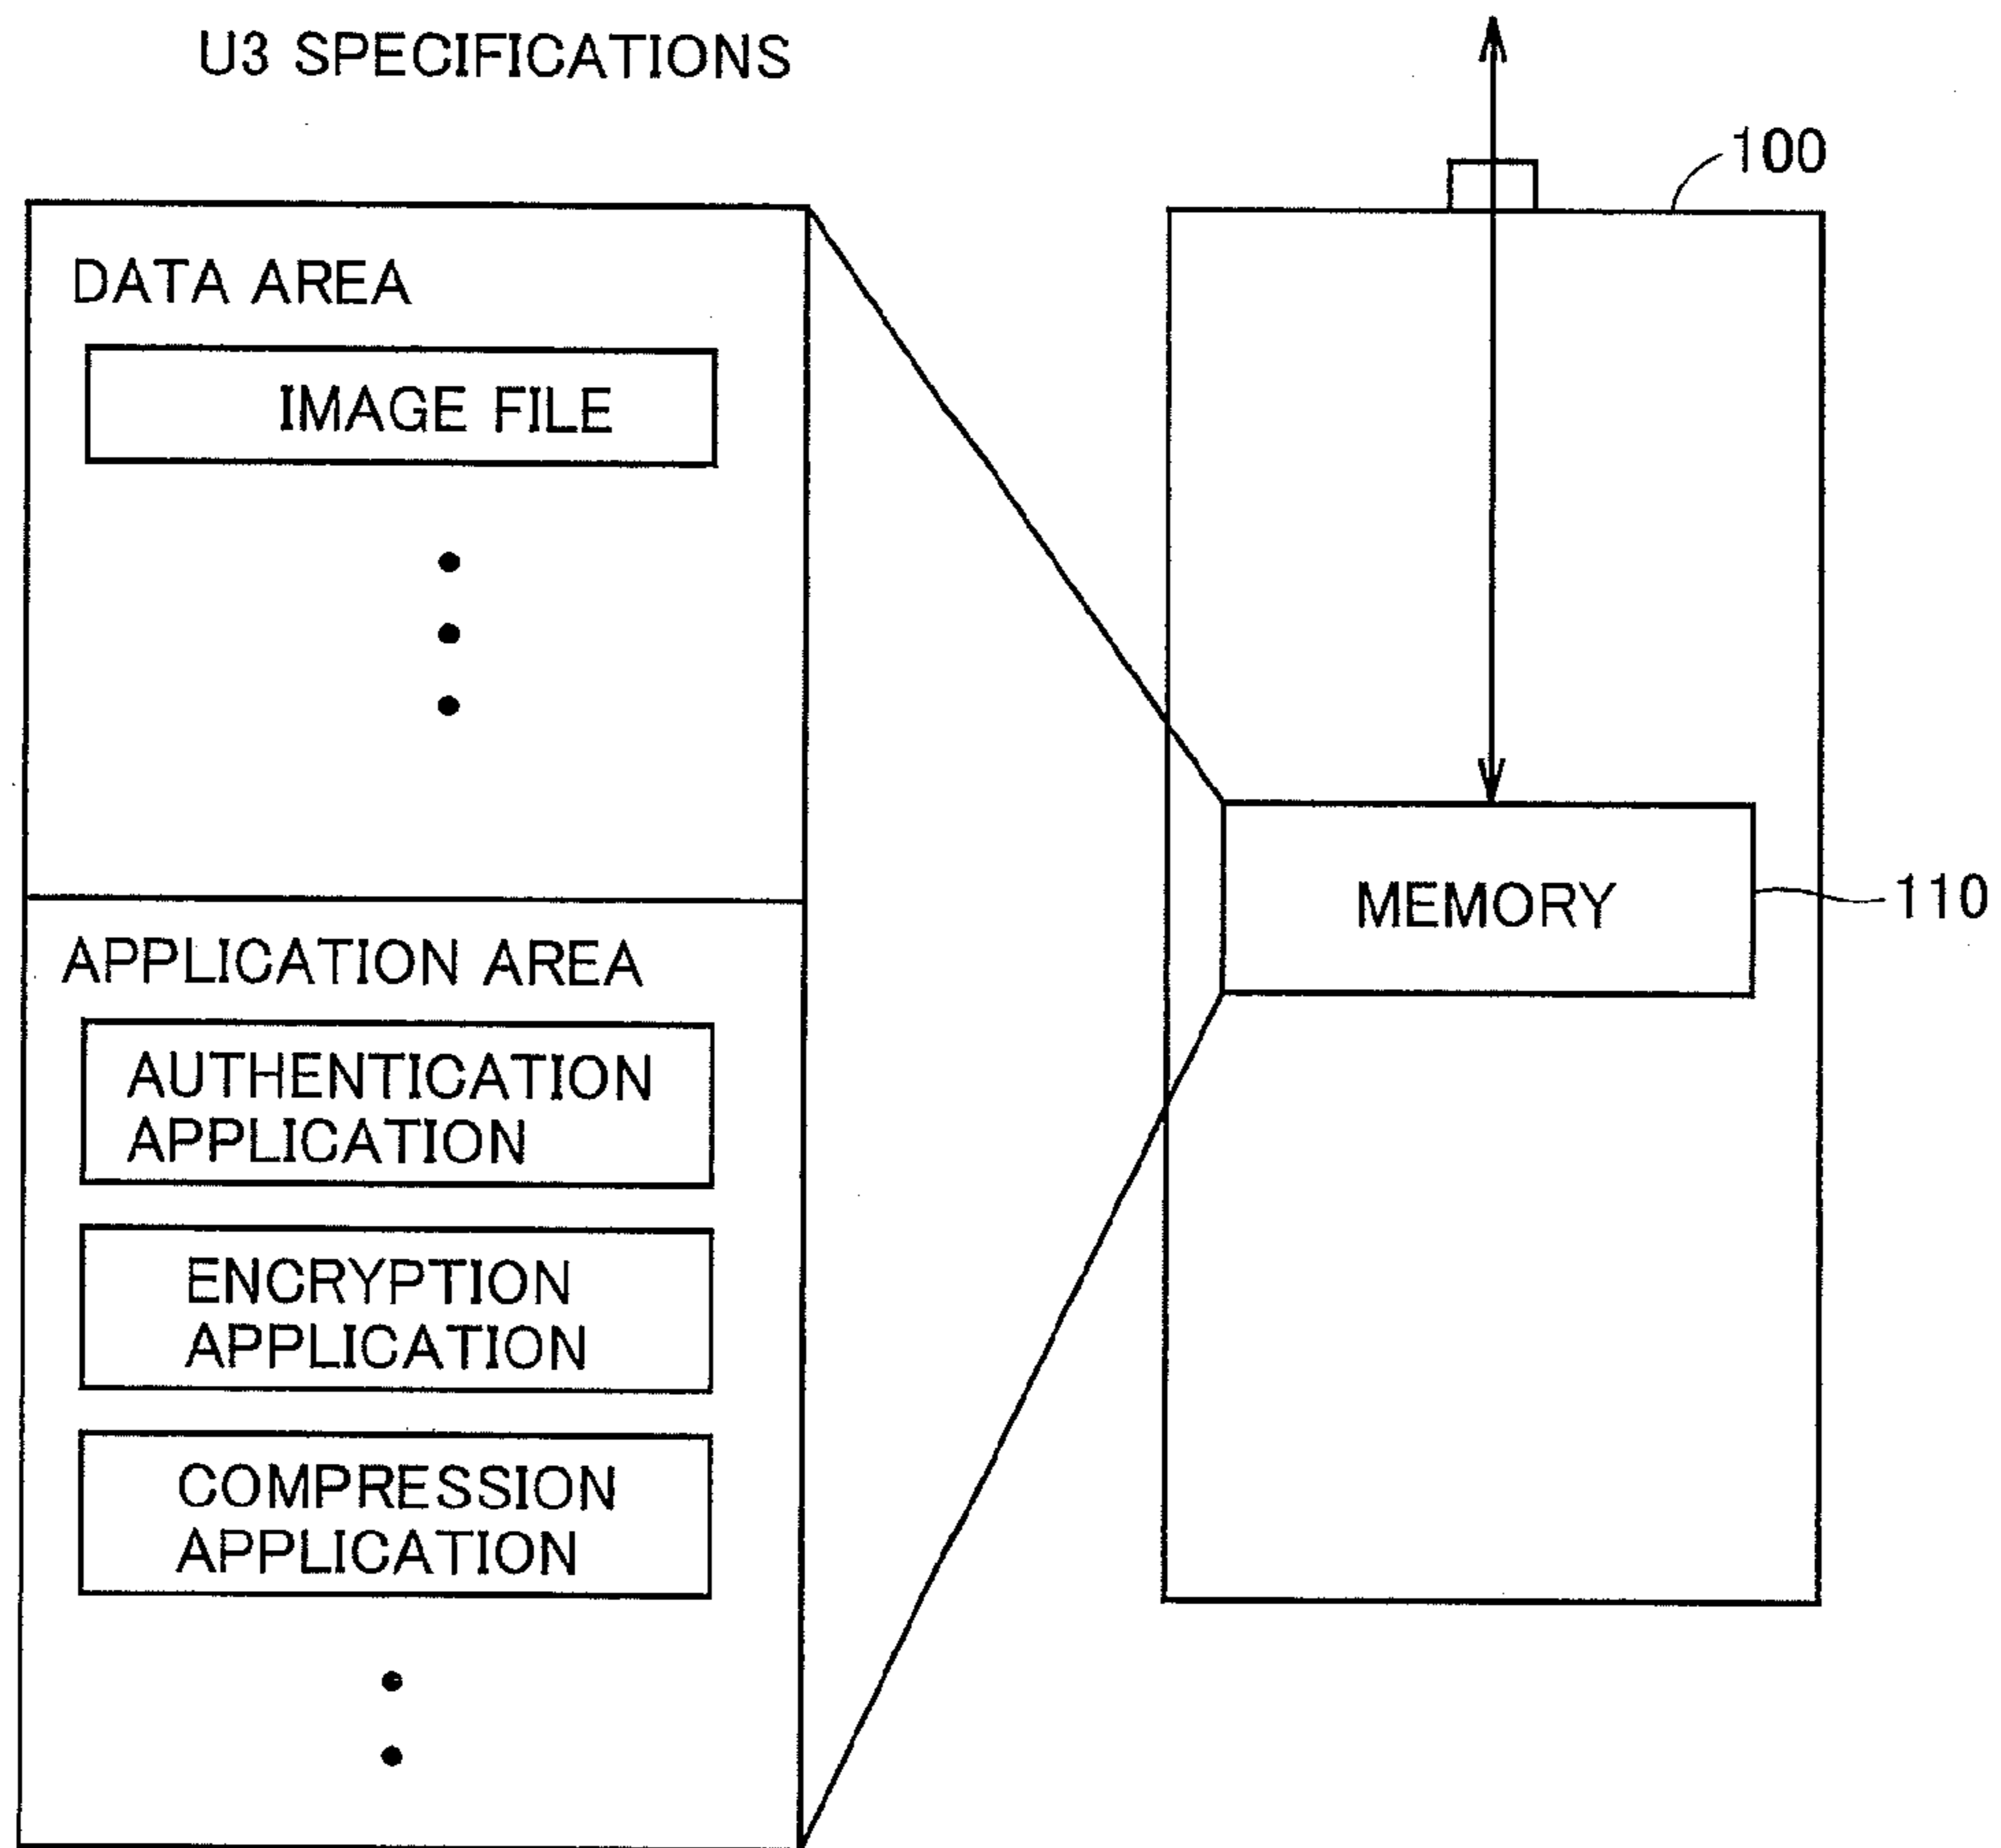 U3 SPECIFICATIONS
100
DATA AREA
IMAGE FILE
MEMORY
110
APPLICATION AREA
AUTHENTICATION
APPLICATION
ENCRYPTION
APPLICATION
COMPRESSION
APPLICATION